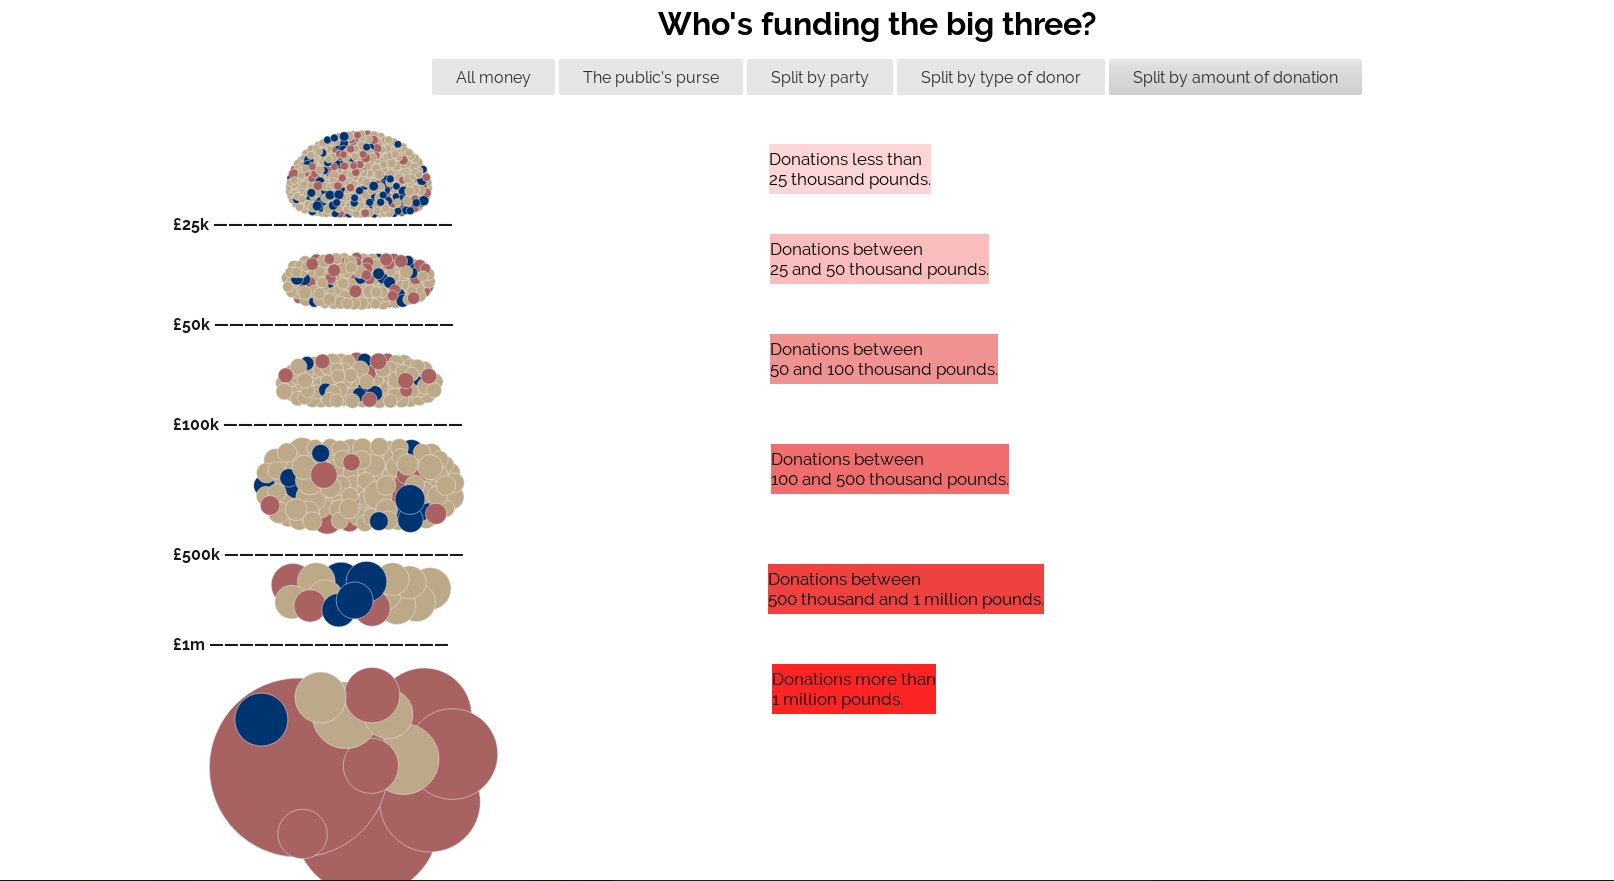 Who's funding the big three?
All money
The public's purse
Split by party
Split by type of donor
Split by amount of donation
Donations less than
25 thousand pounds.
£25k
Donations between
25 and 50 thousand pounds.
£50k
Donations between
50 and 100 thousand pounds.
£100k
Donations between
100 and 500 thousand pounds.
£500k
Donations between
500 thousand and 1 million pounds.
£1m
Donations more than
1 million pounds.